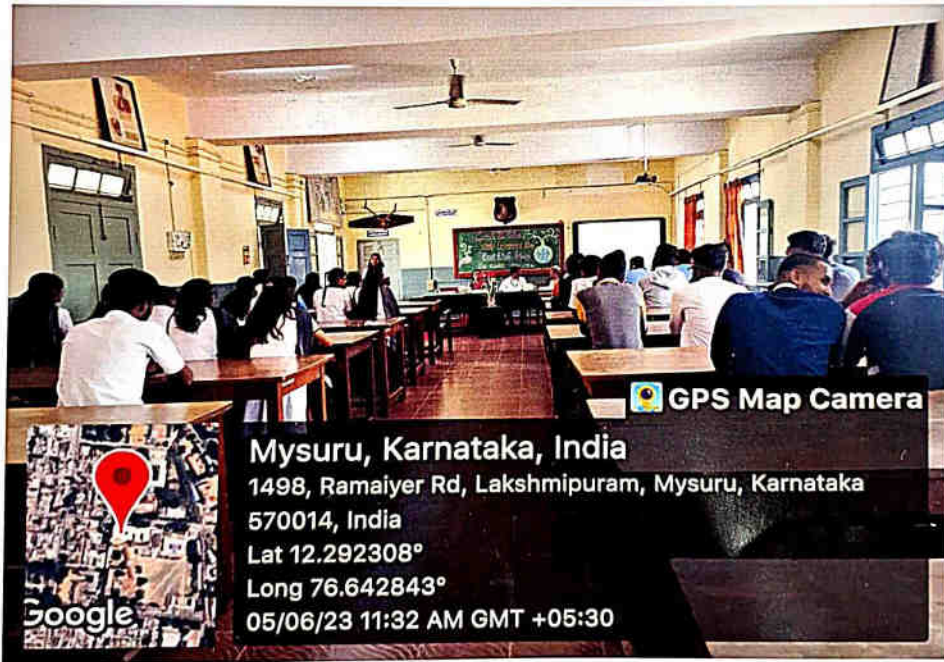 GPS Map Camera
Mysuru, Karnataka, India
1498, Ramaiyer Rd, Lakshmipuram, Mysuru, Karnataka
570014, India
Lat 12.292308°
Long 76.642843°
05/06/23 11:32 AM GMT +05:30
Google